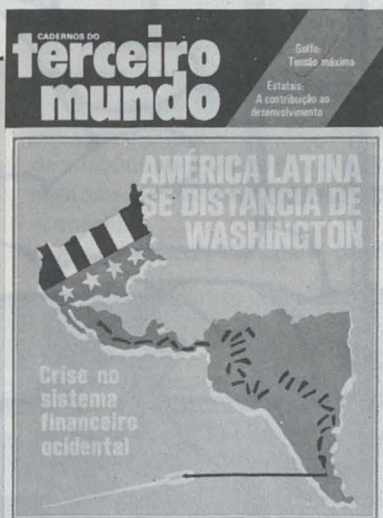 CADERNOS DO
terceiro
mundo
Golfo:
Tensão máxima
Estatais:
A contribuição ao
desenvolvimento
AMÉRICA LATINA
SE DISTANCIA DE
WASHINGTON
Crise no
sistema
financeiro
ocidental